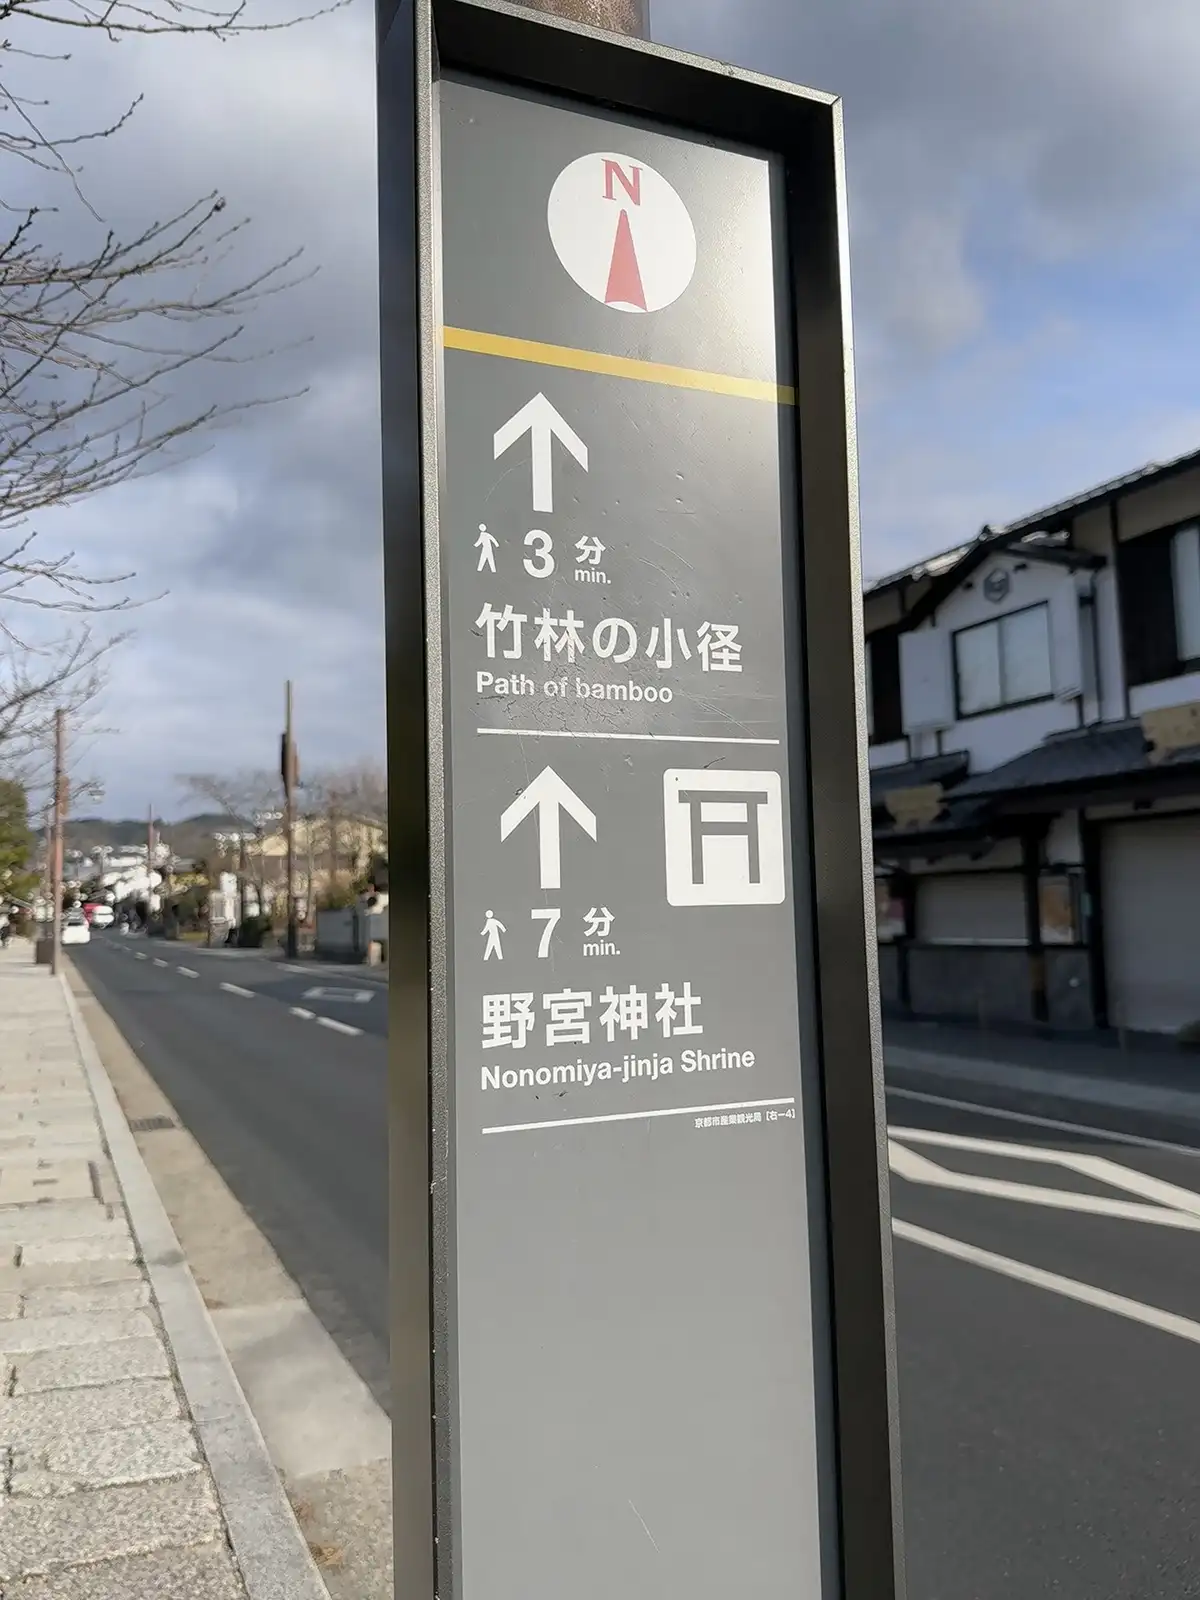 N
3 分
min.
竹林の小径
Path of bamboo
7 分
min.
野宮神社
Nonomiya-jinja Shrine
京都市産業観光局［右－4］